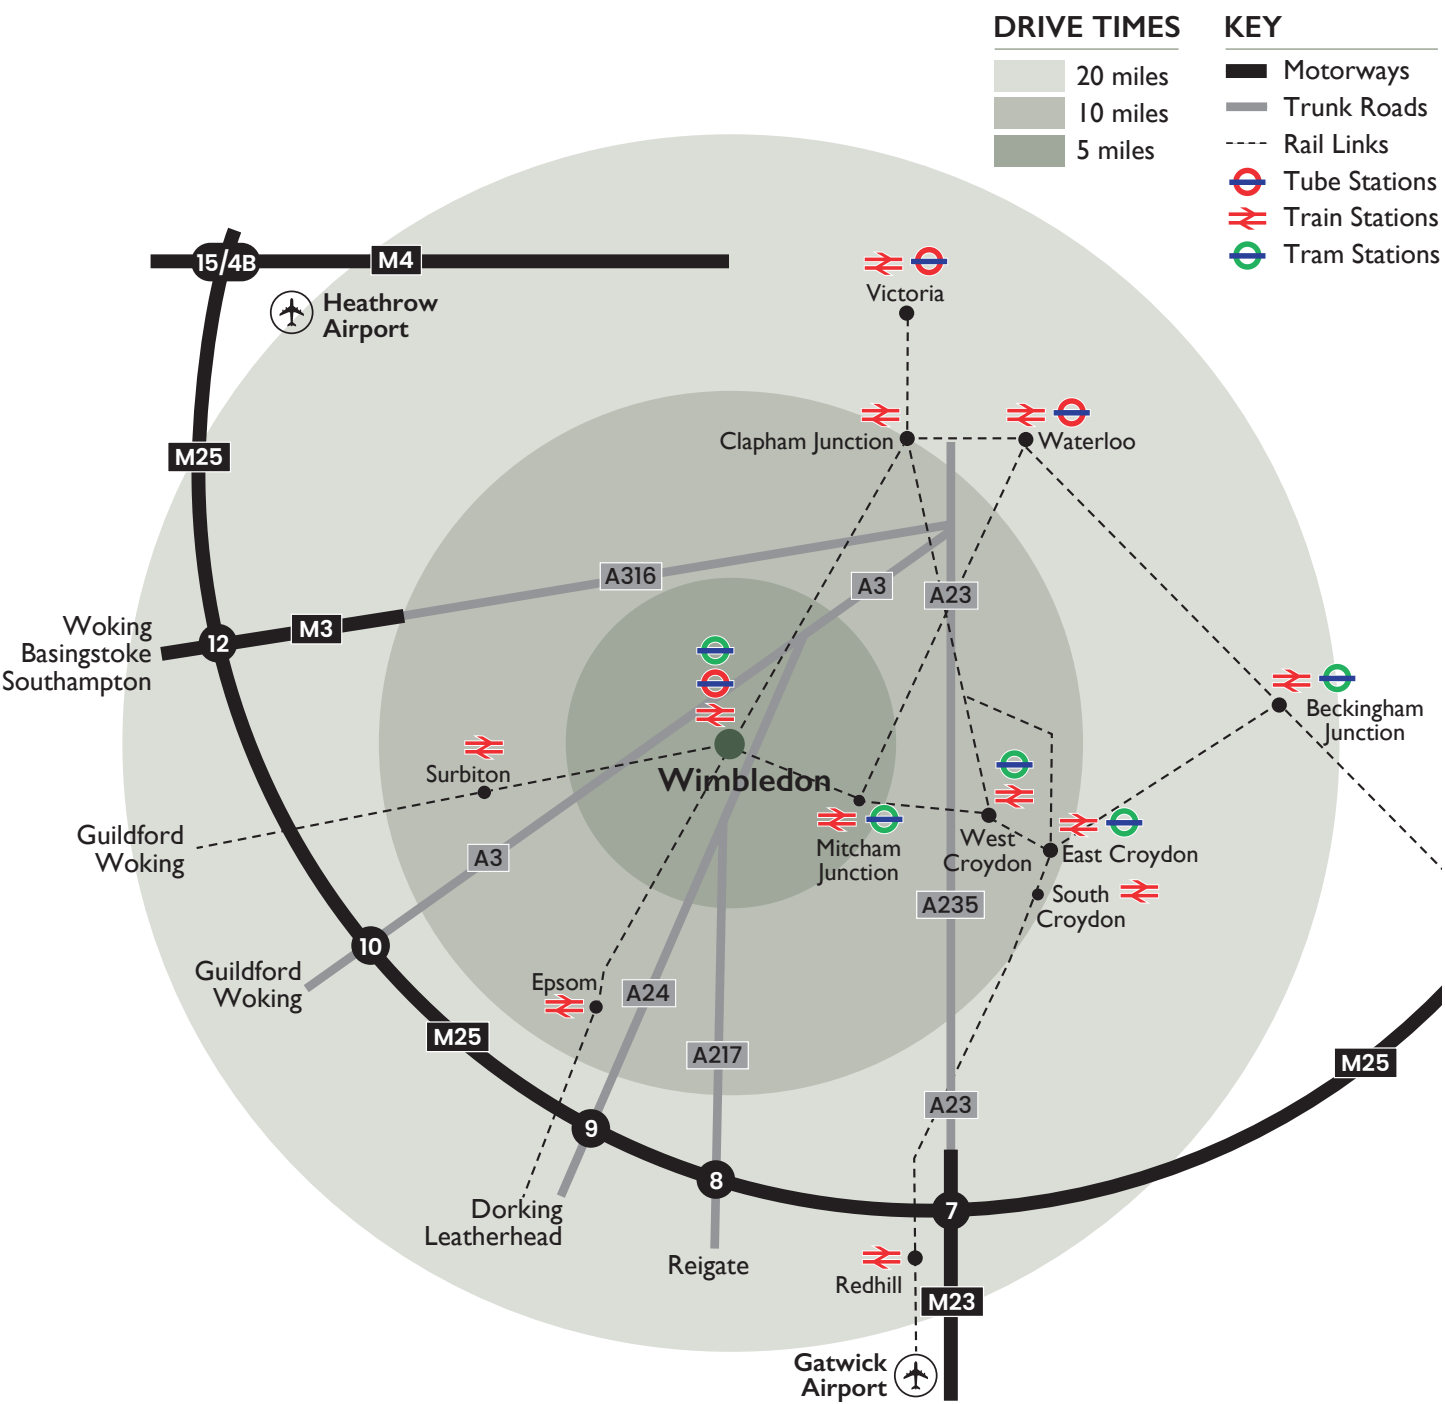 DRIVE TIMES
20 miles
10 miles
5 miles
KEY
Motorways
Trunk Roads
Rail Links
Tube Stations
Train Stations
Tram Stations
15/4B
M4
Heathrow
Airport
Victoria
Clapham Junction
Waterloo
M25
A316
A3
A23
Woking
Basingstoke
Southampton
12
M3
Beckingham
Junction
Surbiton
Wimbledon
Guildford
Woking
A3
Mitcham
Junction
West
Croydon
East Croydon
South
Croydon
A235
10
Guildford
Woking
Epsom
A24
M25
A217
M25
A23
9
8
7
Dorking
Leatherhead
Reigate
Redhill
M23
Gatwick
Airport